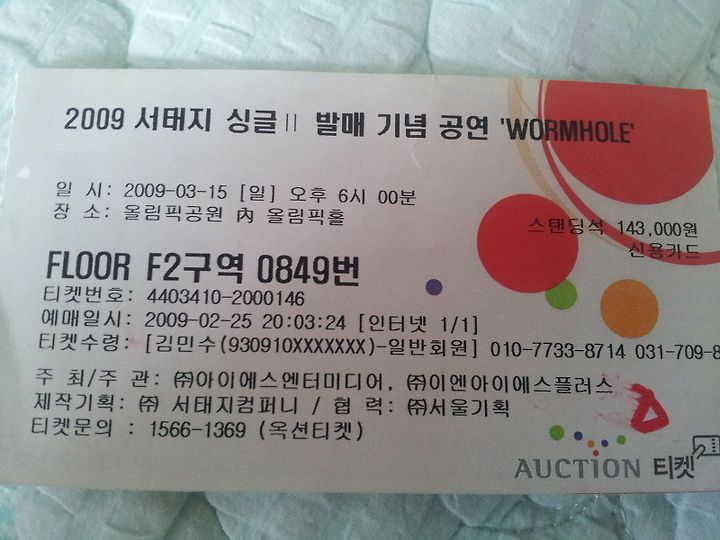 2009 서태지 싱글Ⅱ 발매 기념 공연 'WORMHOLE'
일 시: 2009-03-15 [일] 오후 6시 00분
장 소: 올림픽공원 內 올림픽홀
스탠딩석 143,000원
신용카드
FLOOR F2구역 0849번
티켓번호: 4403410-2000146
예매일시: 2009-02-25 20:03:24 [인터넷 1/1]
티켓수령: [김민수(930910XXXXXXX)-일반회원] 010-7733-8714 031-709-8
주 최/주 관: ㈜아이에스엔터미디어, ㈜이엔아이에스플러스
제작기획: ㈜ 서태지컴퍼니 / 협 력: ㈜서울기획
티켓문의 : 1566-1369 (옥션티켓)
AUCTION 티켓